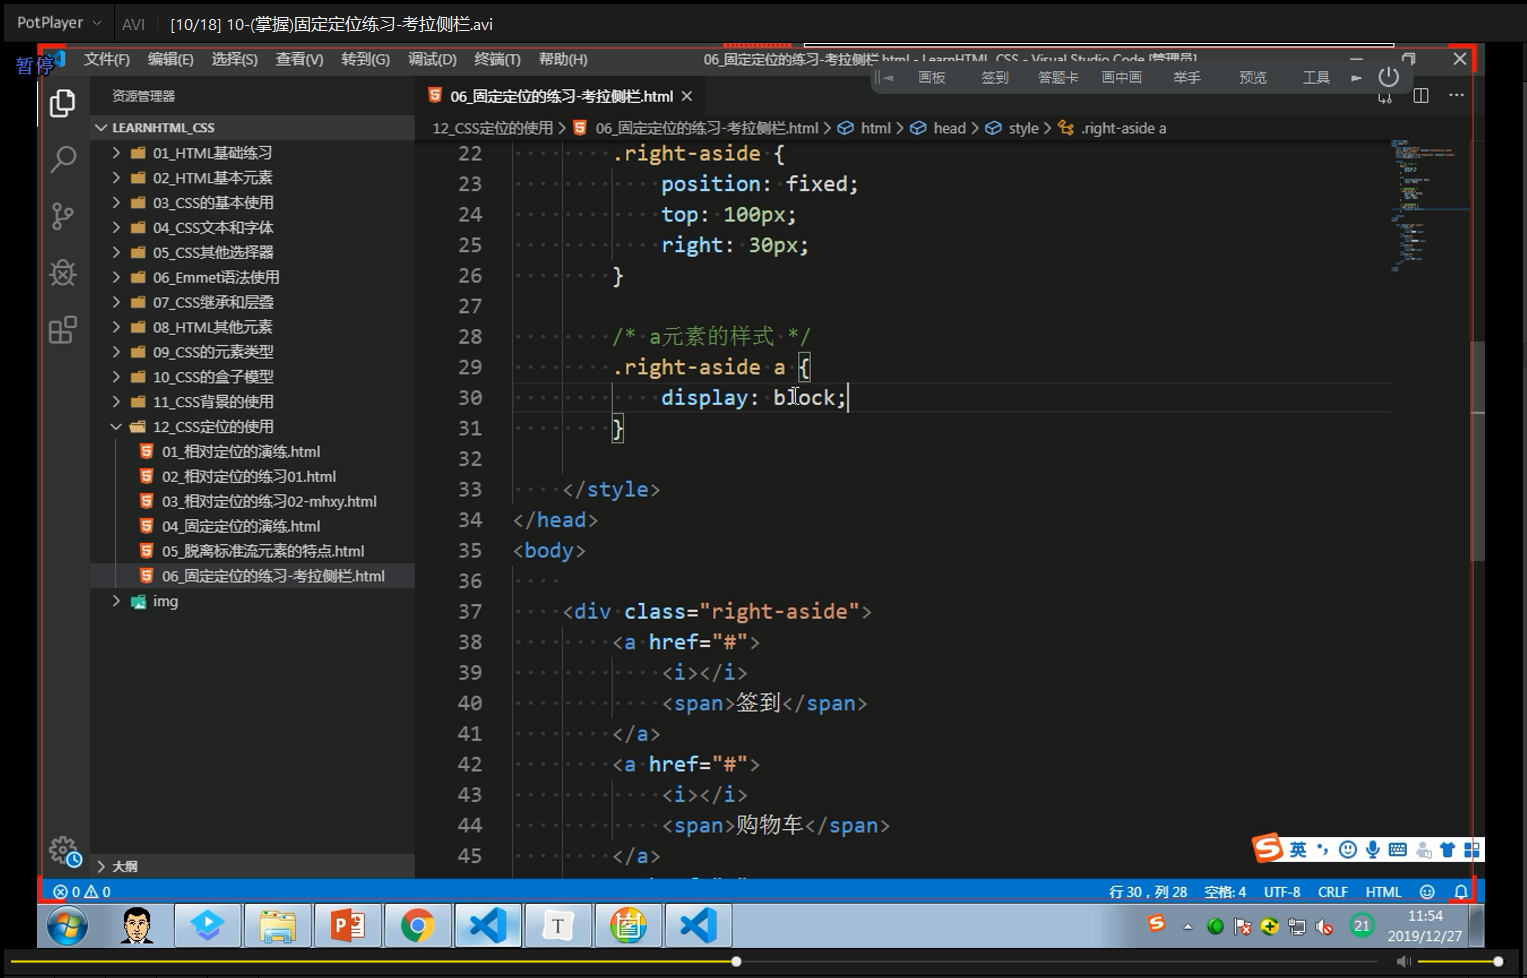 PotPlayer
AVI
[10/18] 10-(掌握)固定定位练习-考拉侧栏.avi
暂停
文件(F) 编辑(E) 选择(S) 查看(V) 转到(G) 调试(D) 终端(T) 帮助(H)
06_固定定位的练习-考拉侧栏.html - LearnHTML_CSS - Visual Studio Code [管理员]
画板 签到 答题卡 画中画 举手 预览 工具
资源管理器
06_固定定位的练习-考拉侧栏.html
LEARNHTML_CSS
12_CSS定位的使用 > 06_固定定位的练习-考拉侧栏.html > html > head > style > .right-aside a
01_HTML基础练习
02_HTML基本元素
03_CSS的基本使用
04_CSS文本和字体
05_CSS其他选择器
06_Emmet语法使用
07_CSS继承和层叠
08_HTML其他元素
09_CSS的元素类型
10_CSS的盒子模型
11_CSS背景的使用
12_CSS定位的使用
01_相对定位的演练.html
02_相对定位的练习01.html
03_相对定位的练习02-mhxy.html
04_固定定位的演练.html
05_脱离标准流元素的特点.html
06_固定定位的练习-考拉侧栏.html
img
大纲
22 .right-aside {
23 position: fixed;
24 top: 100px;
25 right: 30px;
26 }
27
28 /* a元素的样式 */
29 .right-aside a {
30 display: block;
31 }
32
33 </style>
34 </head>
35 <body>
36
37 <div class="right-aside">
38 <a href="#">
39 <i></i>
40 <span>签到</span>
41 </a>
42 <a href="#">
43 <i></i>
44 <span>购物车</span>
45 </a>
英
0 0
行 30，列 28 空格: 4 UTF-8 CRLF HTML
T
21
11:54
2019/12/27